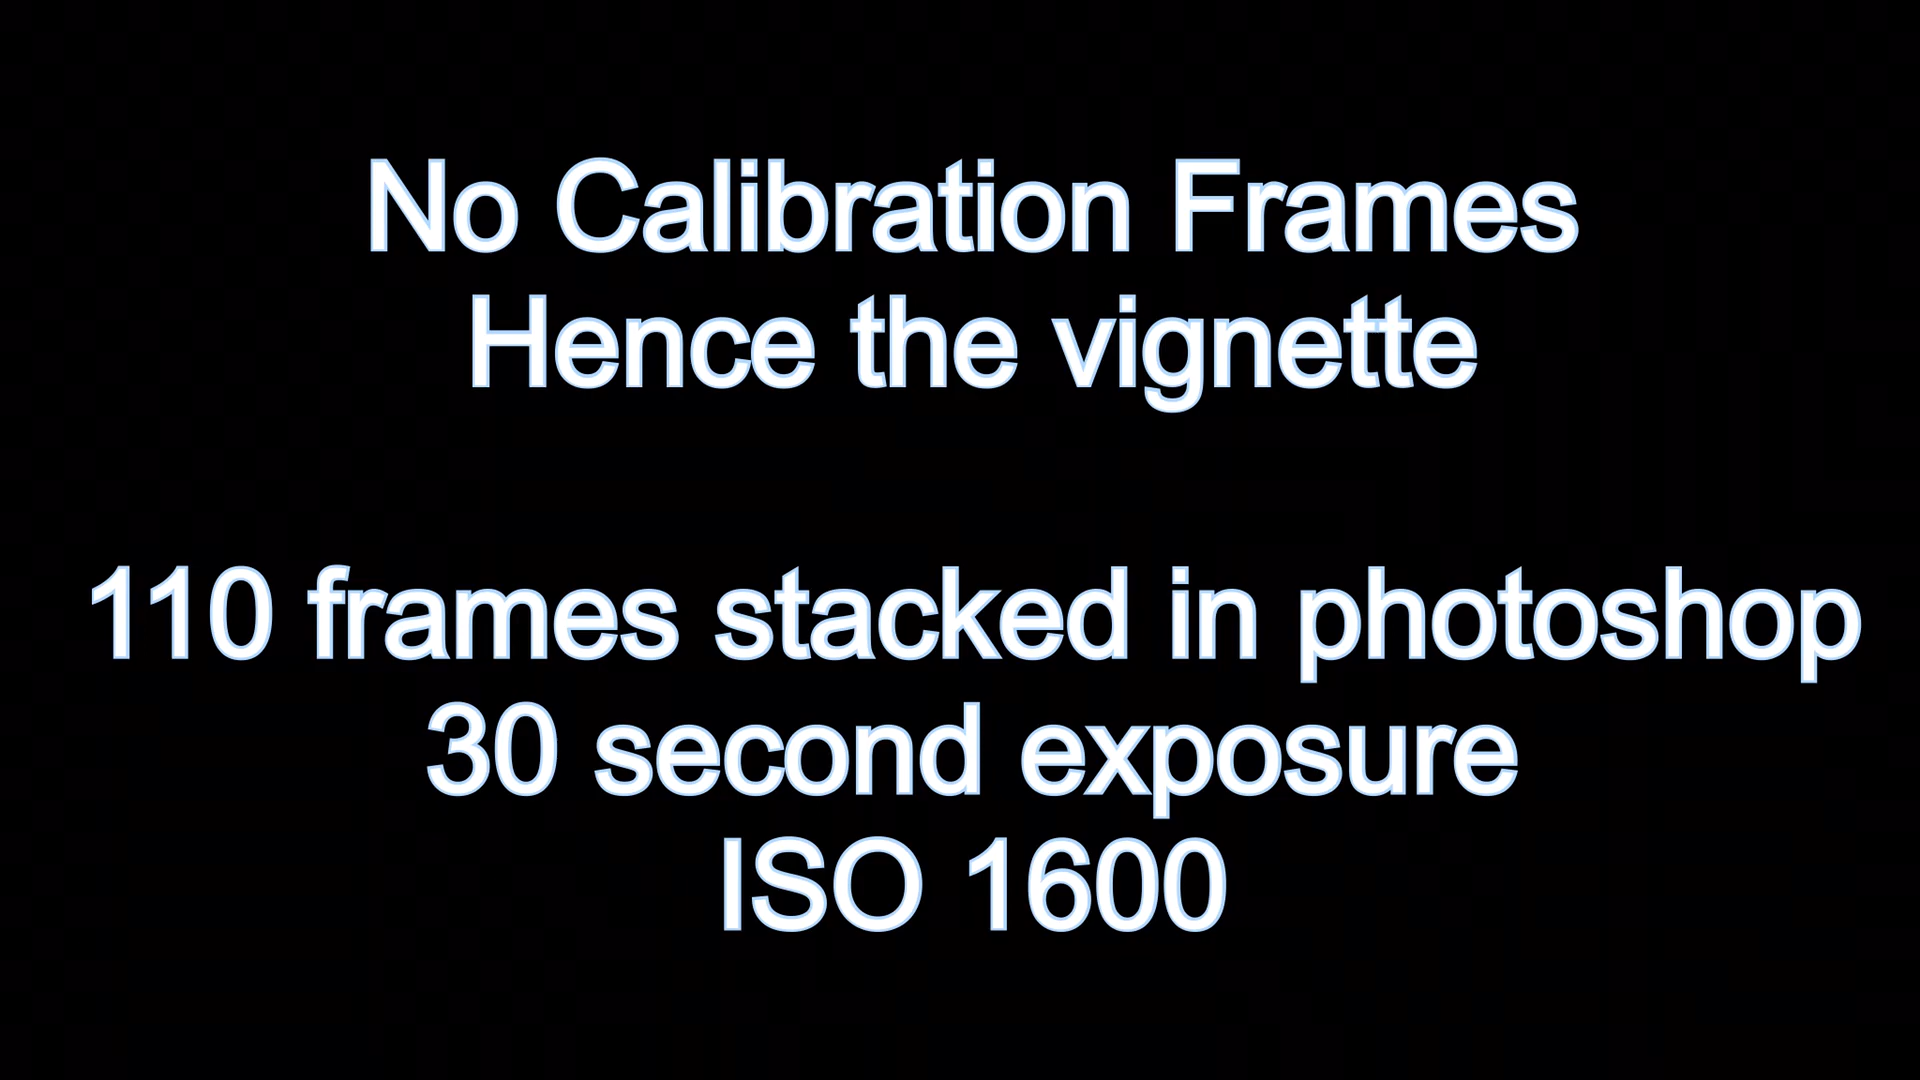 No Calibration Frames
Hence the vignette
110 frames stacked in photoshop
30 second exposure
ISO 1600